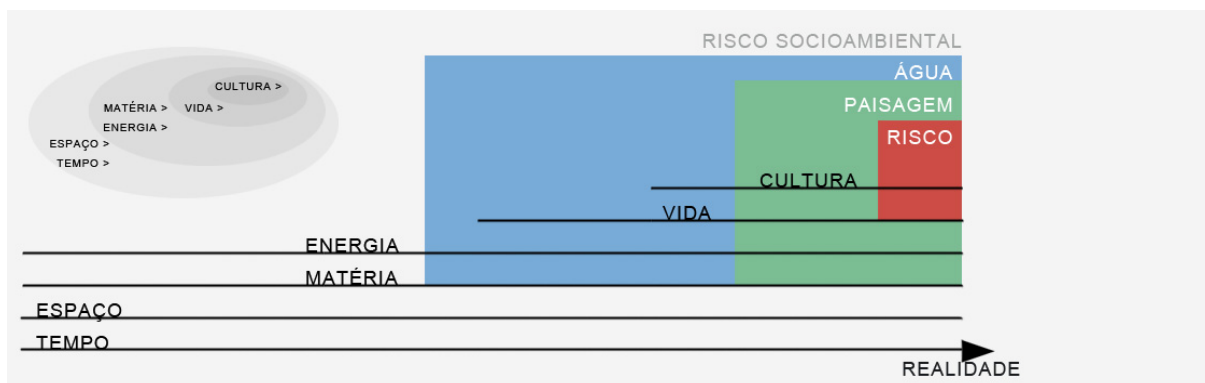 RISCO SOCIOAMBIENTAL
ÁGUA
CULTURA >
MATÉRIA > VIDA >
PAISAGEM
ENERGIA >
RISCO
ESPAÇO >
TEMPO >
CULTURA
VIDA
ENERGIA
MATÉRIA
ESPAÇO
TEMPO
REALIDADE